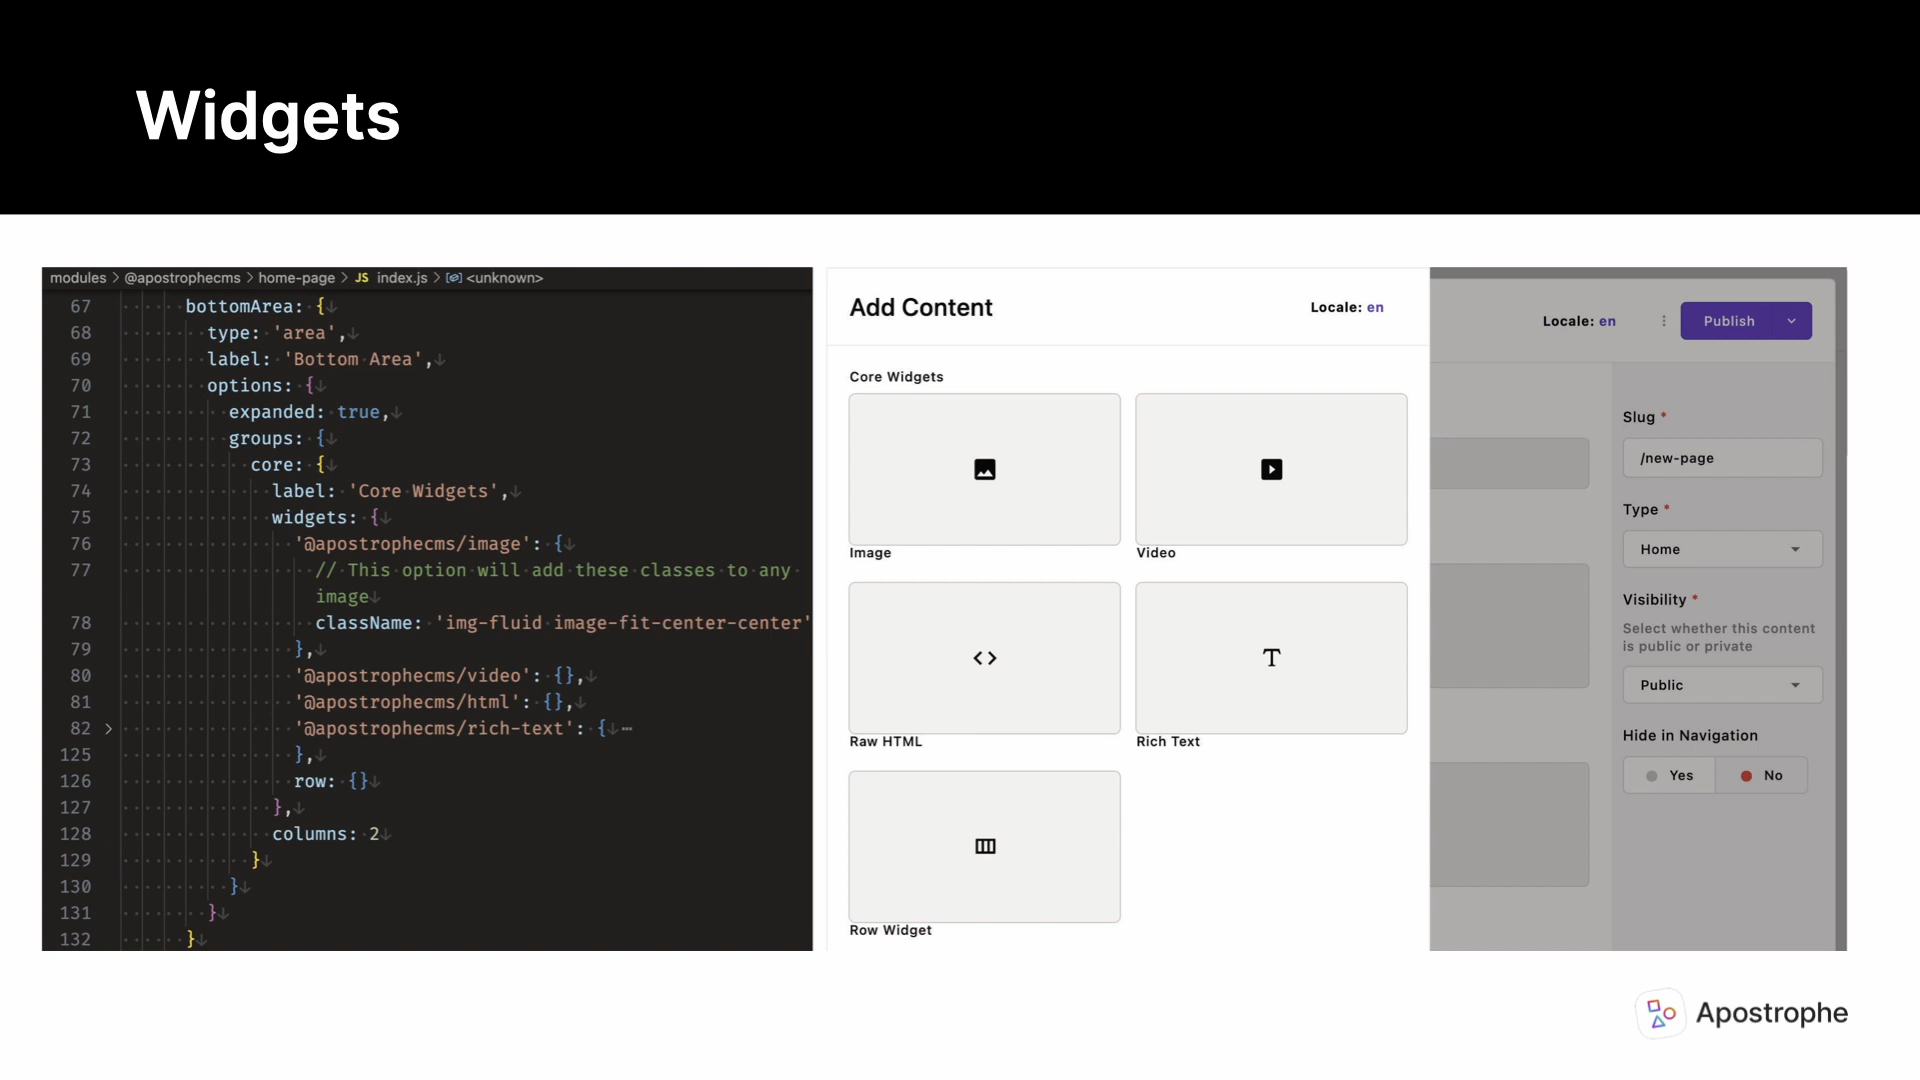 Widgets
modules > @apostrophecms > home-page > JS index.js > <unknown>
67 bottomArea: {
68 type: 'area',
69 label: 'Bottom Area',
70 options: {
71 expanded: true,
72 groups: {
73 core: {
74 label: 'Core Widgets',
75 widgets: {
76 '@apostrophecms/image': {
77 // This option will add these classes to any
image
78 className: 'img-fluid image-fit-center-center'
79 },
80 '@apostrophecms/video': {},
81 '@apostrophecms/html': {},
82 > '@apostrophecms/rich-text': {…
125 },
126 row: {}
127 },
128 columns: 2
129 }
130 }
131 }
132 }
Add Content
Locale: en
Core Widgets
Image
Video
Raw HTML
Rich Text
Row Widget
Locale: en
Publish
Slug *
/new-page
Type *
Home
Visibility *
Select whether this content
is public or private
Public
Hide in Navigation
Yes
No
Apostrophe